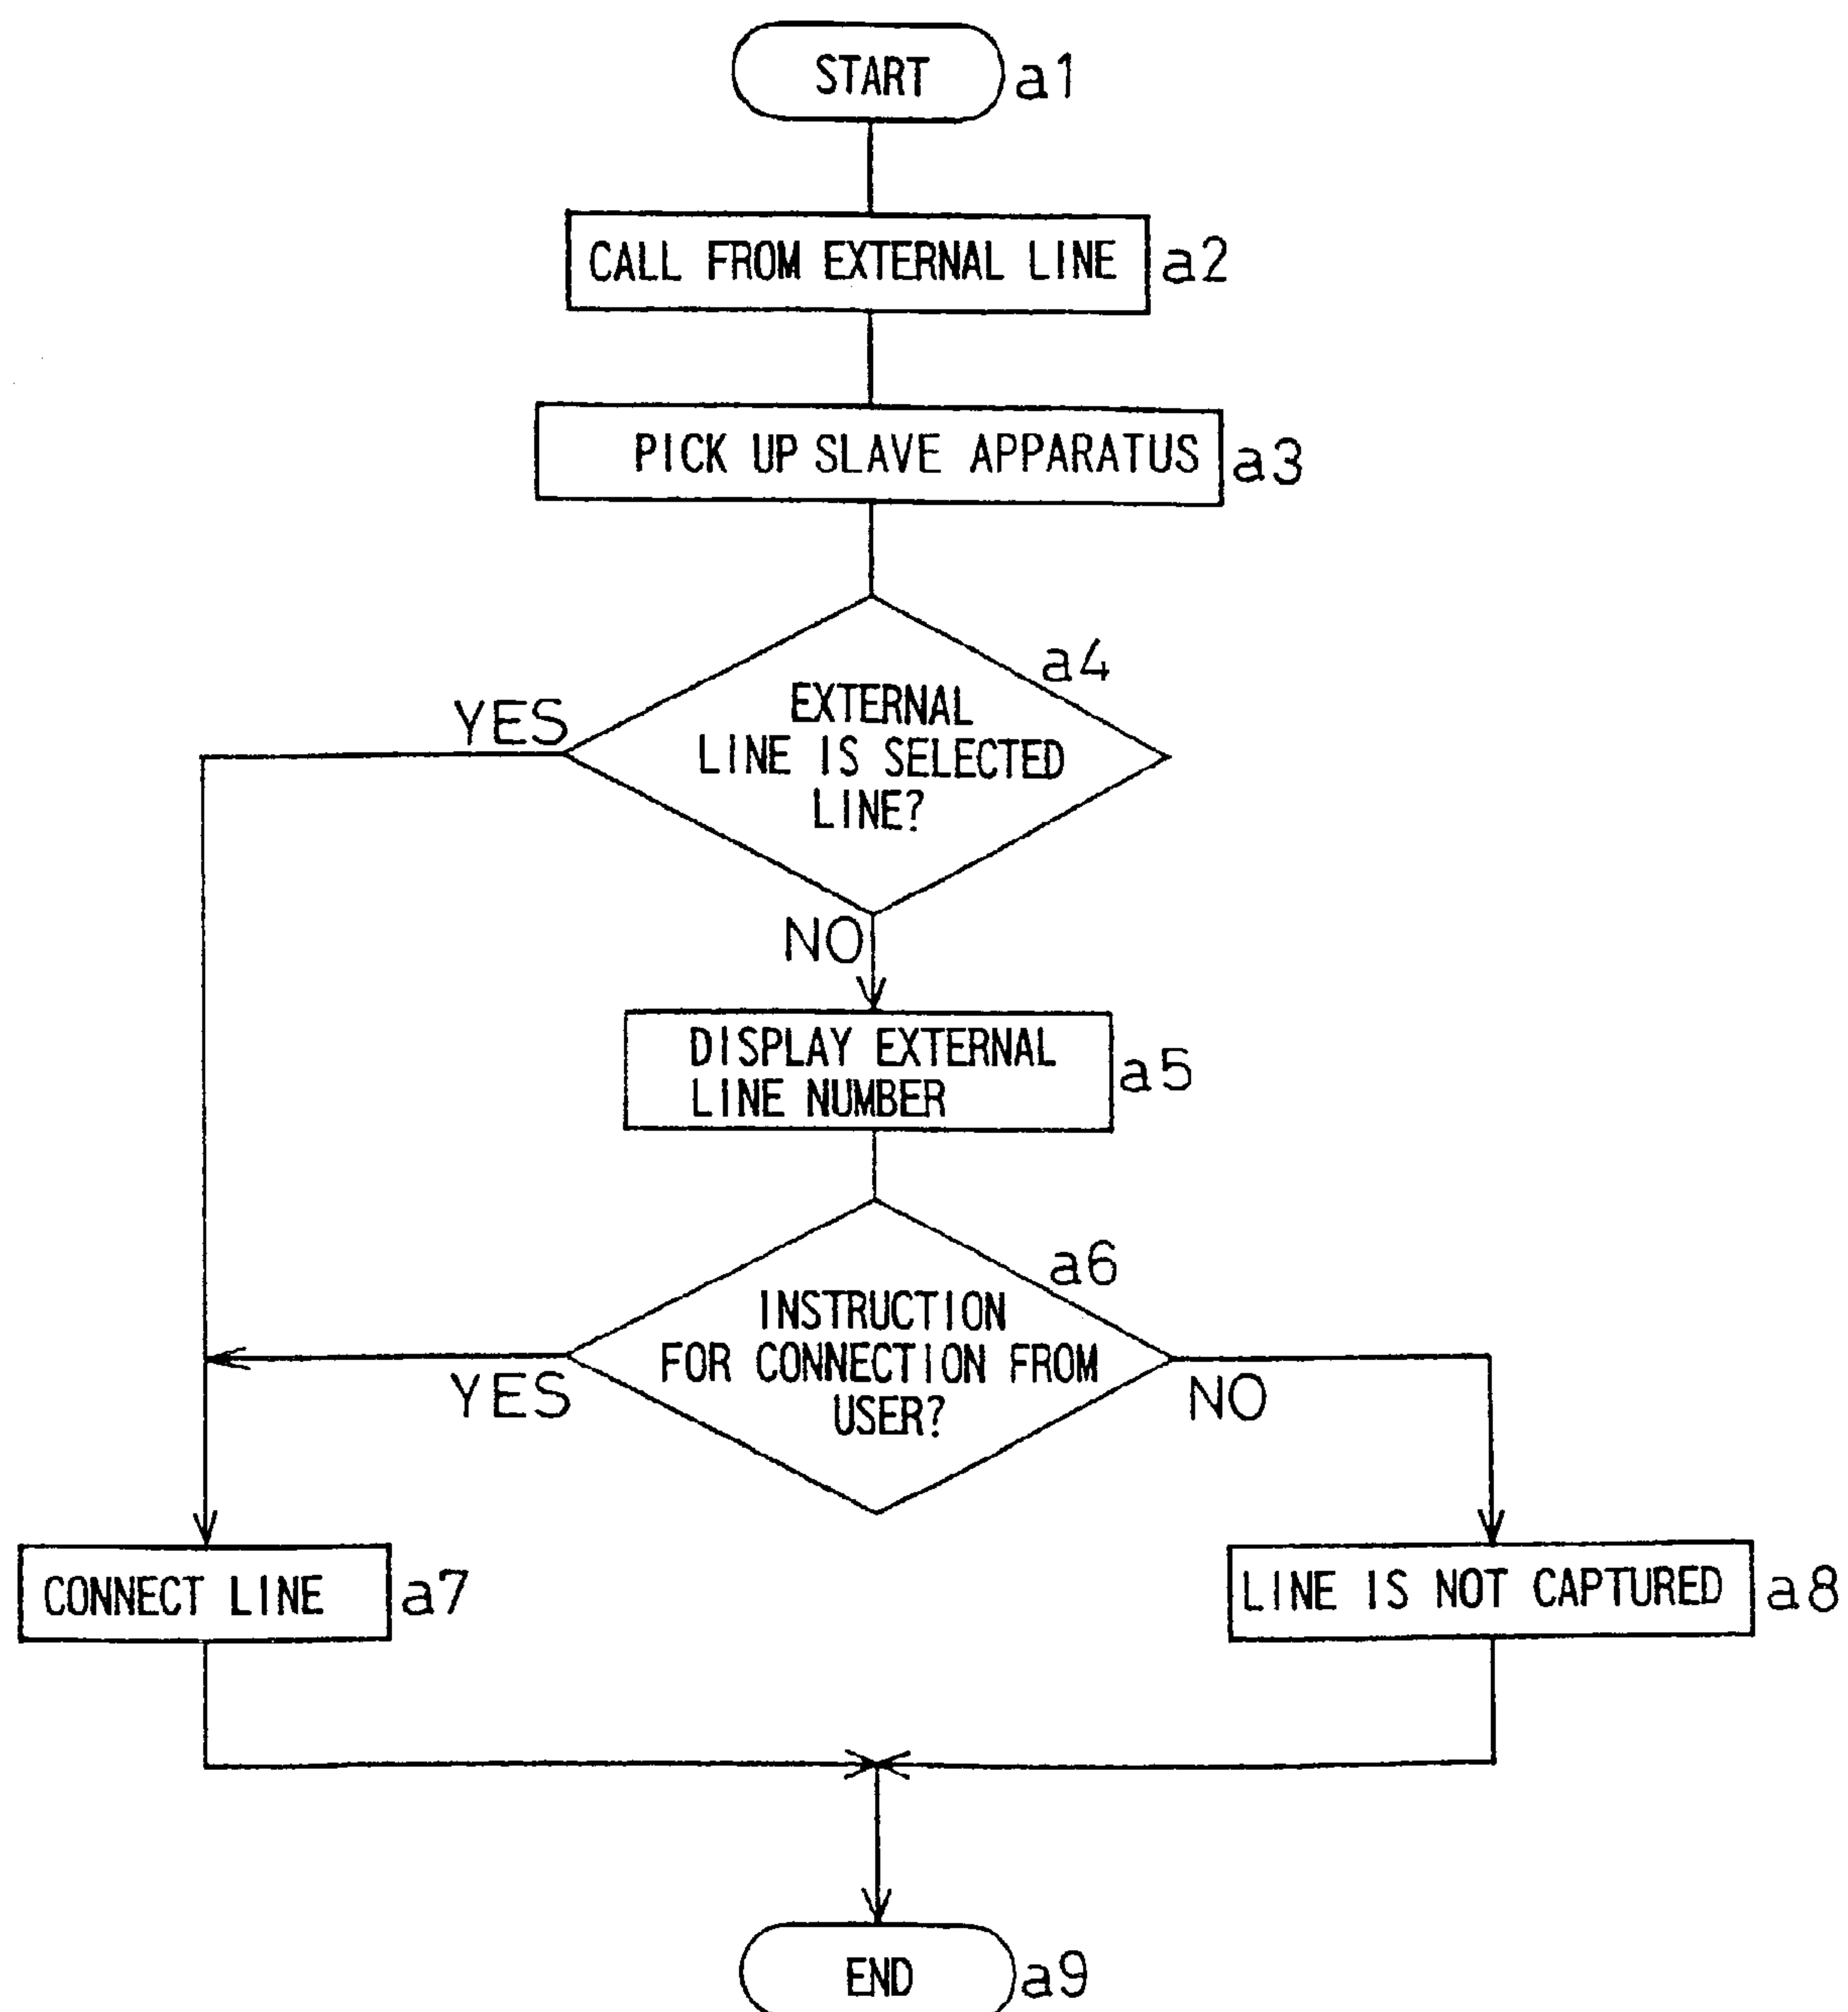 START a1
CALL FROM EXTERNAL LINE a2
PICK UP SLAVE APPARATUS a3
a4
EXTERNAL
LINE IS SELECTED
LINE?
YES
NO
DISPLAY EXTERNAL
LINE NUMBER
a5
a6
INSTRUCTION
FOR CONNECTION FROM
USER?
YES
NO
CONNECT LINE a7
LINE IS NOT CAPTURED a8
END a9